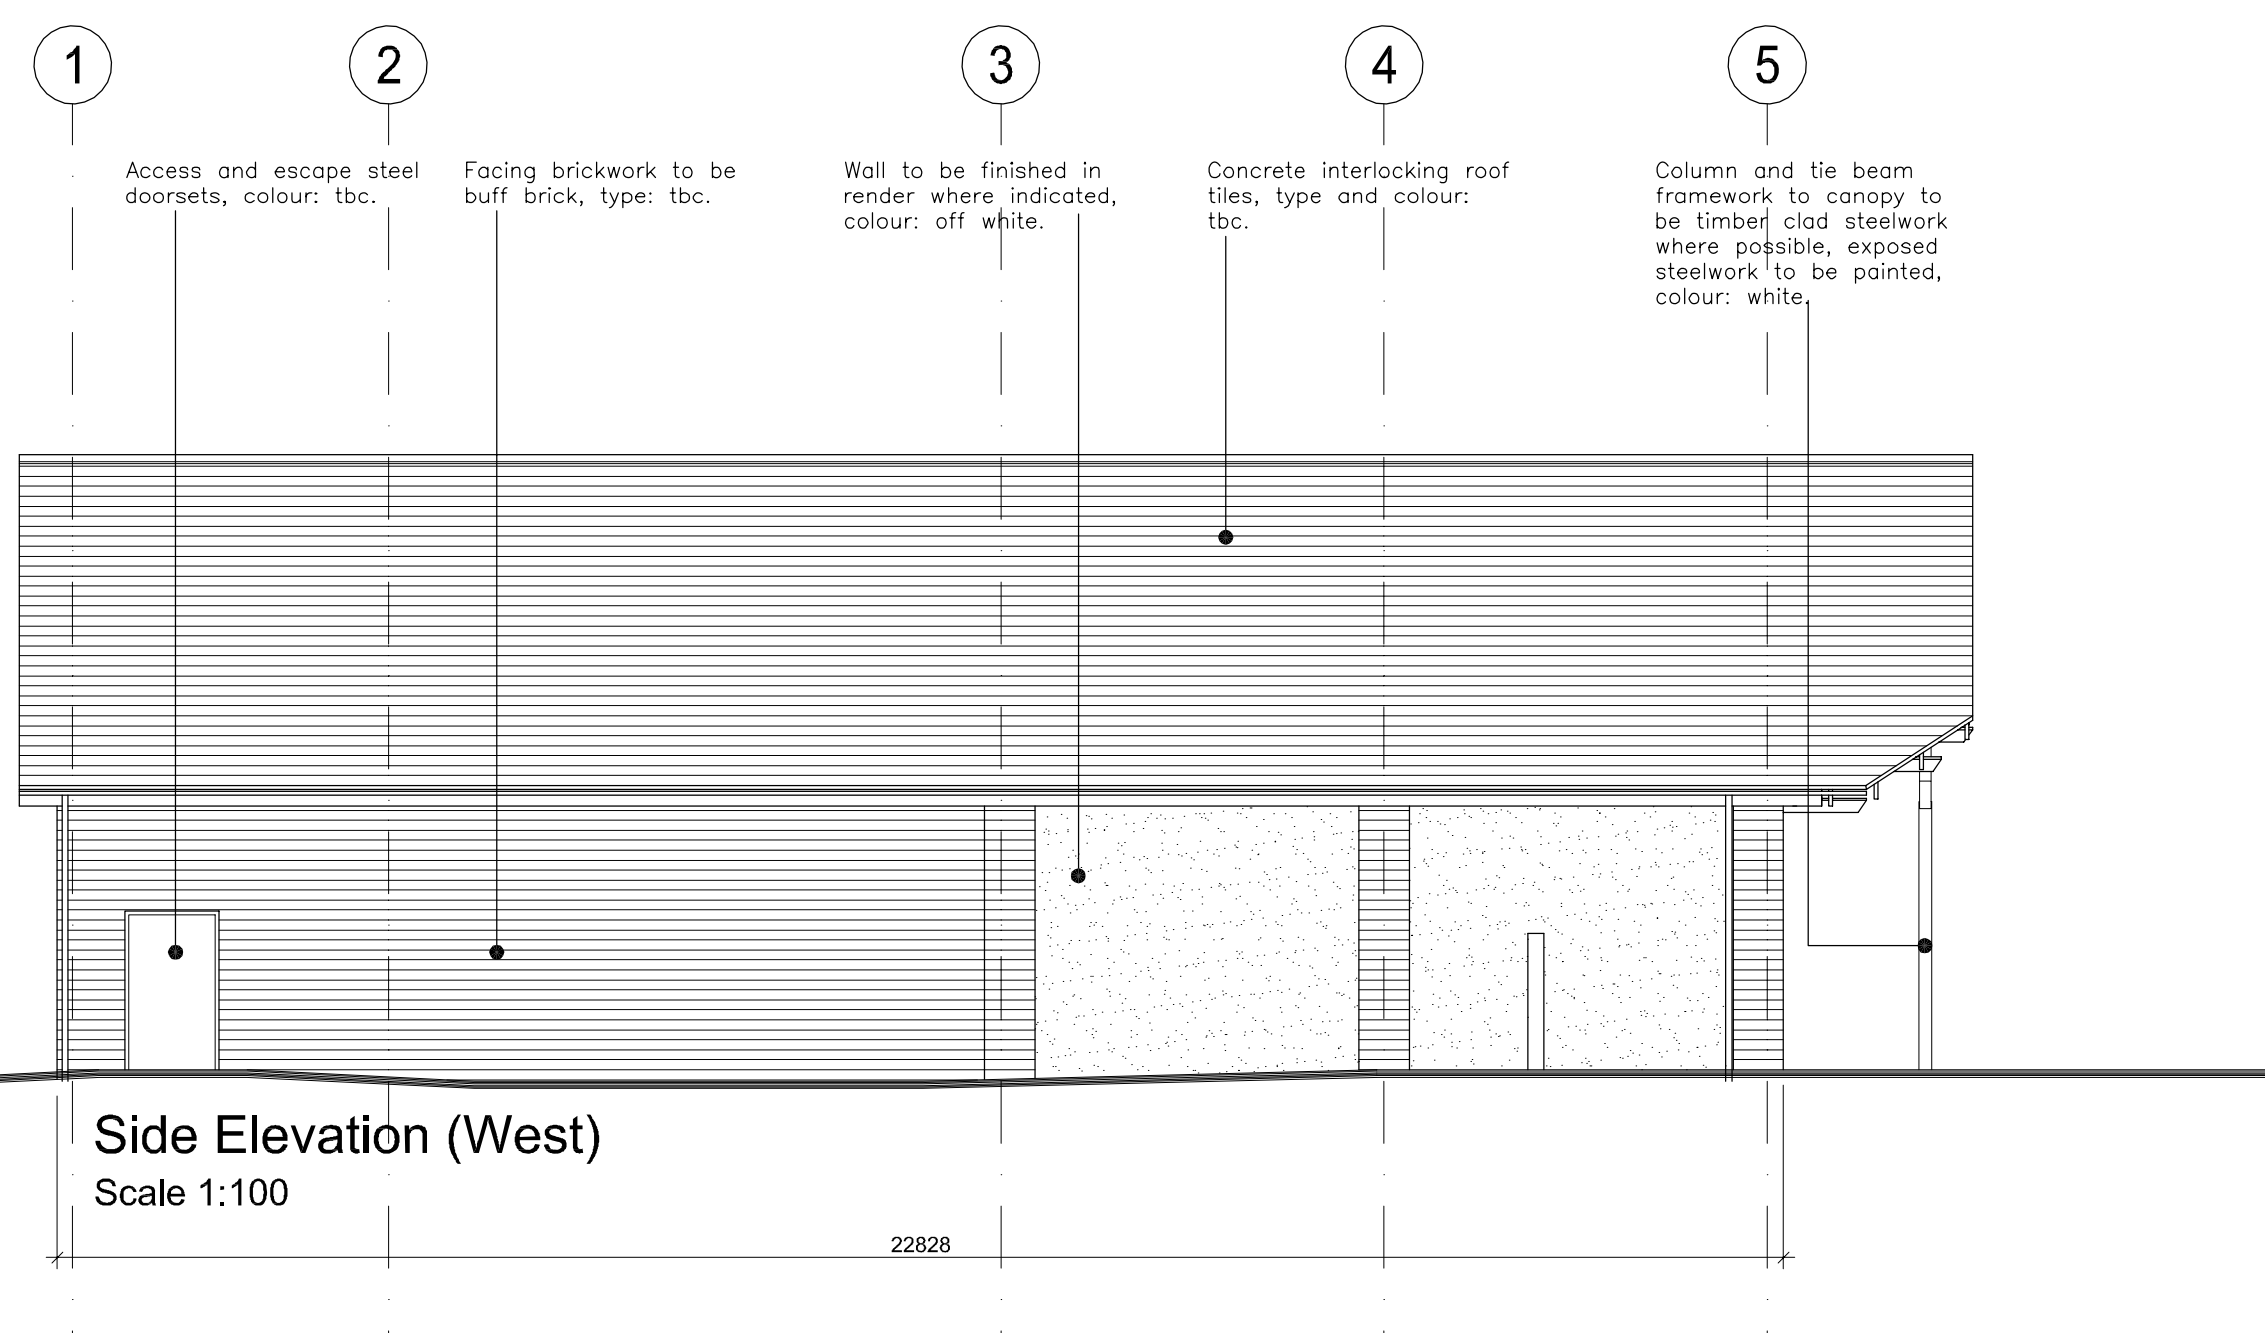 1 2 3 4 5
Access and escape steel
doorsets, colour: tbc.
Facing brickwork to be
buff brick, type: tbc.
Wall to be finished in
render where indicated,
colour: off white.
Concrete interlocking roof
tiles, type and colour:
tbc.
Column and tie beam
framework to canopy to
be timber clad steelwork
where possible, exposed
steelwork to be painted,
colour: white.
Side Elevation (West)
Scale 1:100
22828